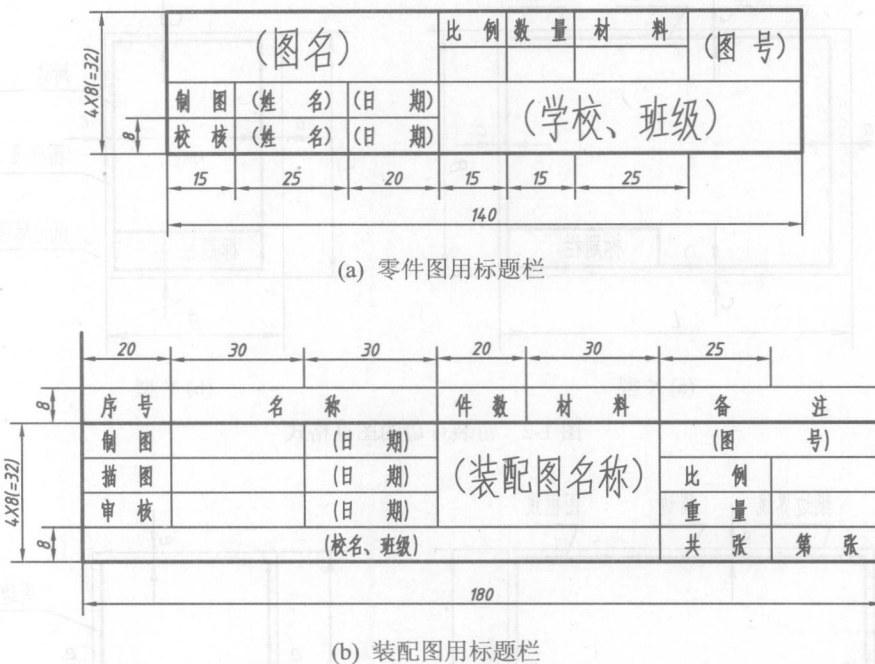 (图名) 比例 数量 材料 (图号)
制图 (姓名) (日期) (学校、班级)
校核 (姓名) (日期)
4X8(=32)
8
15 25 20 15 15 25
140
(a) 零件图用标题栏
20 30 30 20 30 25
8
序号 名称 件数 材料 备注
制图 (日期) (装配图名称) (图号)
描图 (日期) 比例
审核 (日期) 重量
(校名、班级) 共张 第张
4X8(=32)
8
180
(b) 装配图用标题栏